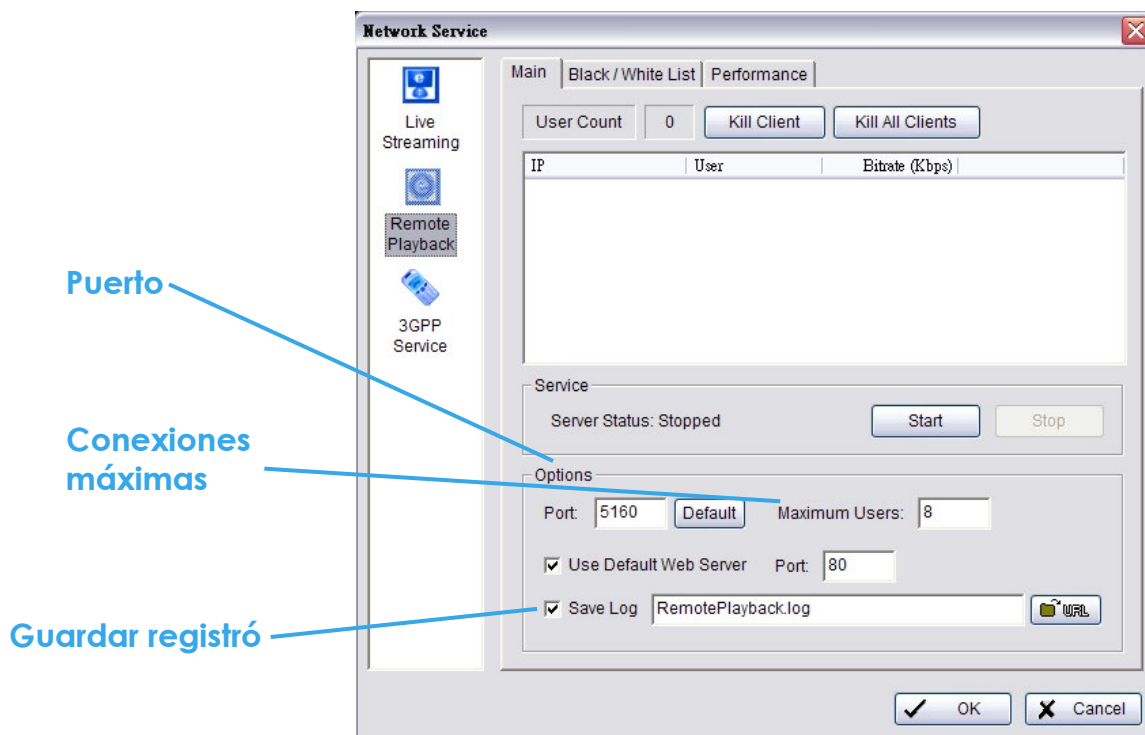 Network Service
Live
Streaming
Remote
Playback
3GPP
Service
Main Black / White List Performance
User Count 0 Kill Client Kill All Clients
IP User Bitrate (Kbps)
Puerto
Service
Server Status: Stopped Start Stop
Conexiones
máximas
Options
Port: 5160 Default Maximum Users: 8
Use Default Web Server Port: 80
Guardar registró
Save Log RemotePlayback.log URL
OK Cancel